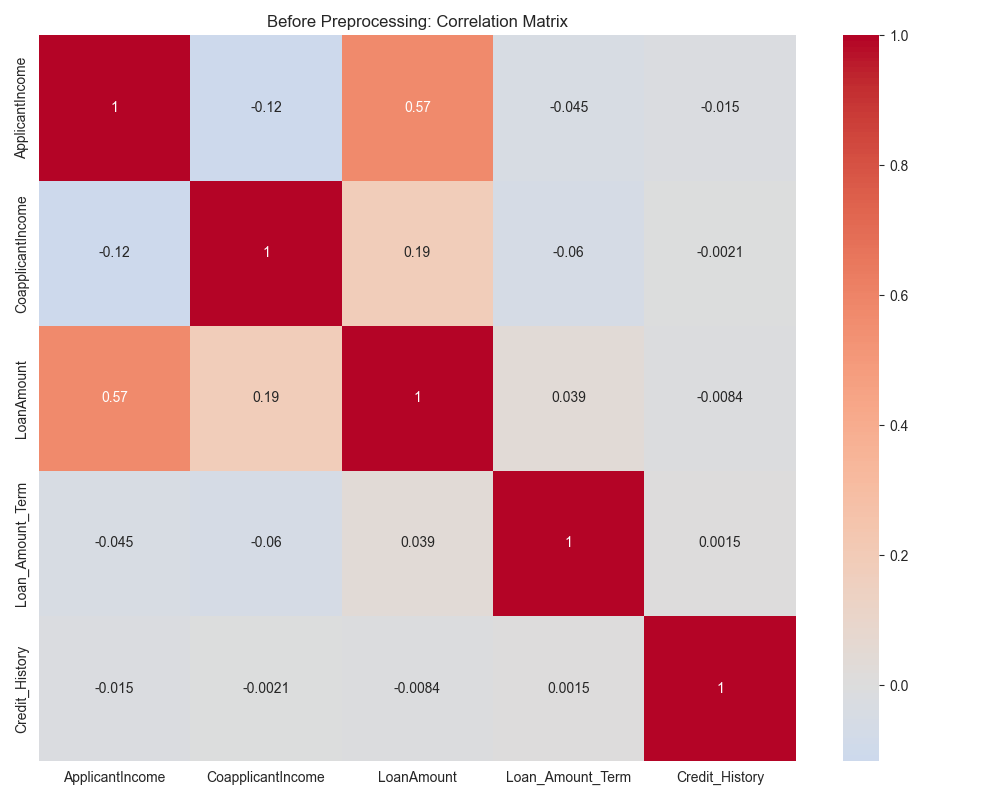 Before Preprocessing: Correlation Matrix
ApplicantIncome
1
-0.12
0.57
-0.045
-0.015
CoapplicantIncome
-0.12
1
0.19
-0.06
-0.0021
LoanAmount
0.57
0.19
1
0.039
-0.0084
Loan_Amount_Term
-0.045
-0.06
0.039
1
0.0015
Credit_History
-0.015
-0.0021
-0.0084
0.0015
1
ApplicantIncome
CoapplicantIncome
LoanAmount
Loan_Amount_Term
Credit_History
1.0
0.8
0.6
0.4
0.2
0.0